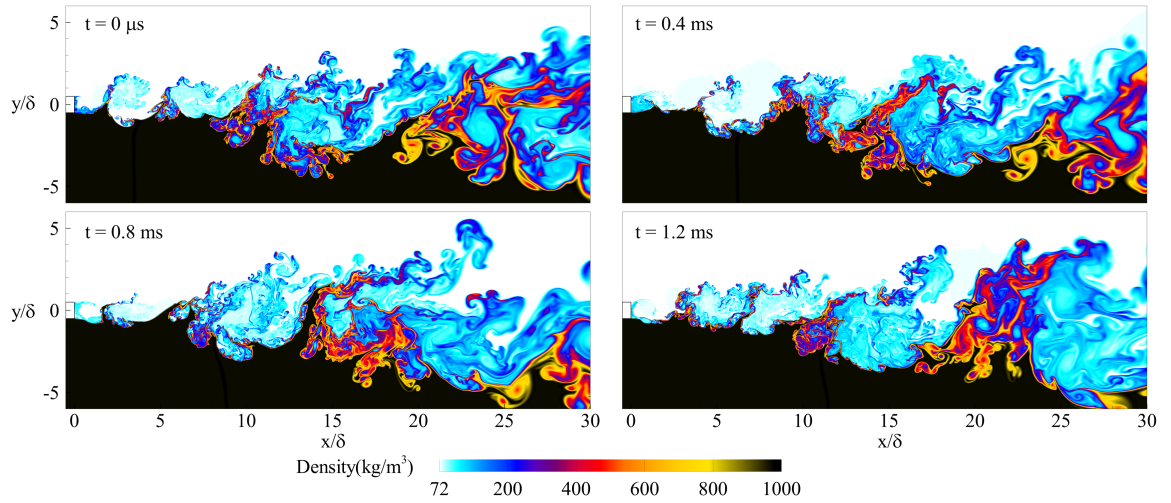 t = 0 μs
t = 0.4 ms
5
0
-5
y/δ
t = 0.8 ms
t = 1.2 ms
5
0
-5
y/δ
0 5 10 15 20 25 30
0 5 10 15 20 25 30
x/δ
x/δ
Density(kg/m³)
72 200 400 600 800 1000